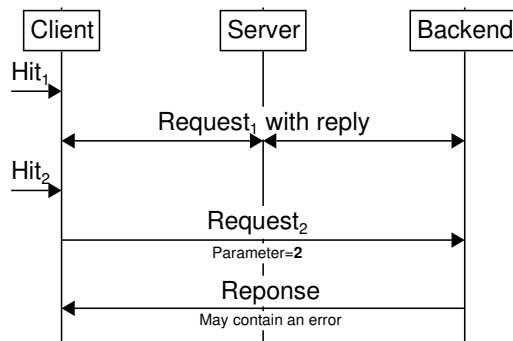 Client Server Backend
Hit₁
Request₁ with reply
Hit₂
Request₂
Parameter=2
Reponse
May contain an error